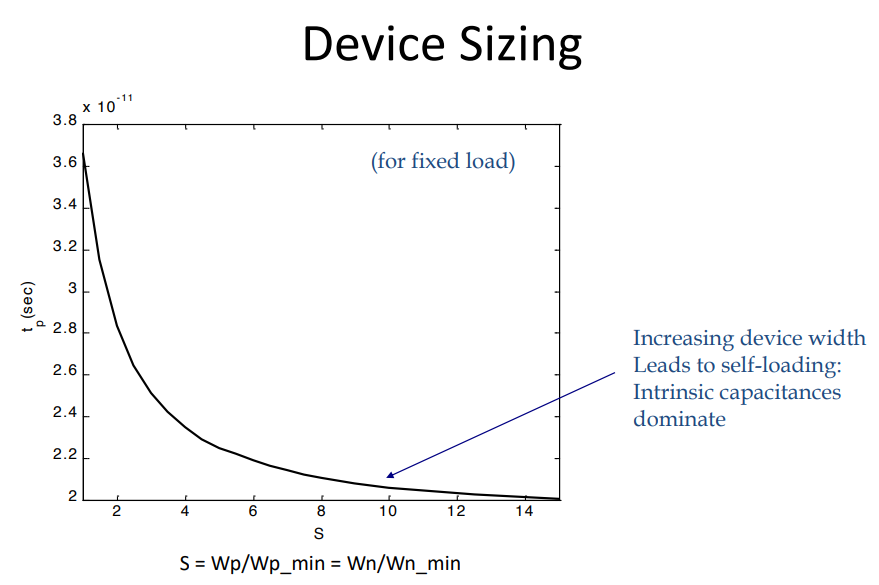 Device Sizing
x 10
-11
3.8
3.6
3.4
3.2
3
2.8
2.6
2.4
2.2
2
t
p
(sec)
(for fixed load)
Increasing device width
Leads to self-loading:
Intrinsic capacitances
dominate
2 4 6 8 10 12 14
S
S = Wp/Wp_min = Wn/Wn_min